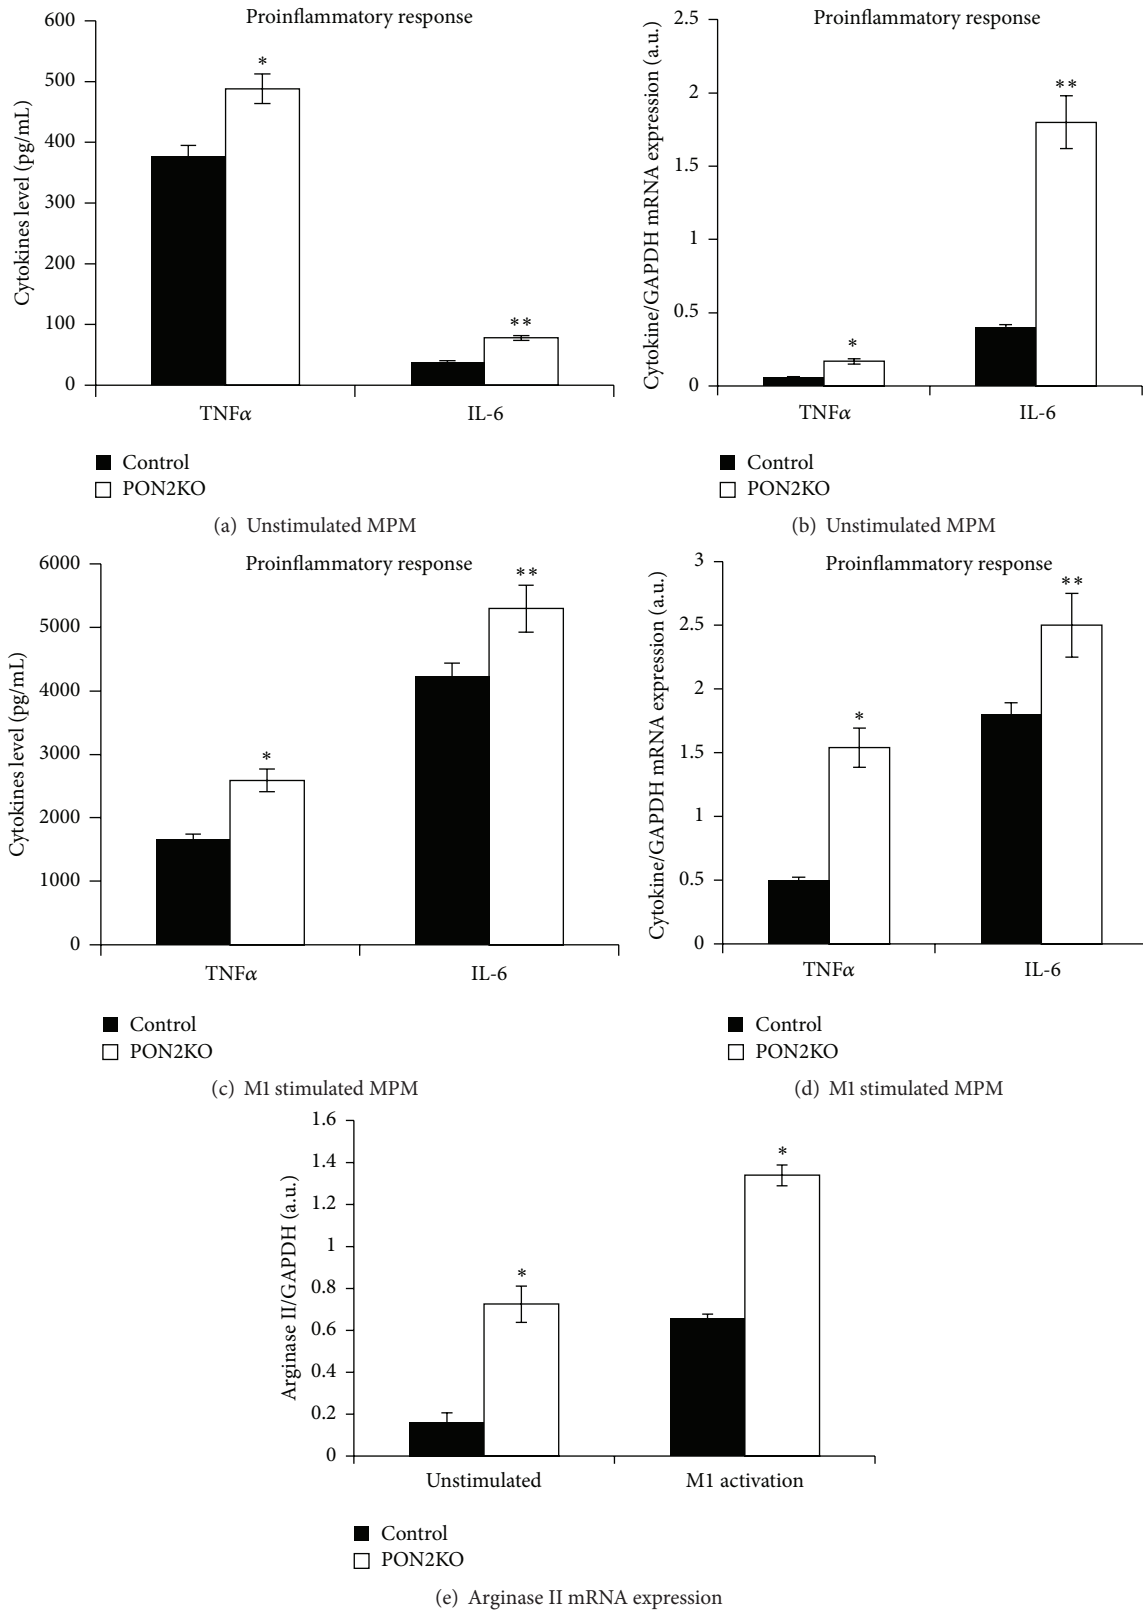 Proinflammatory response
Cytokines level (pg/mL)
600
500
400
300
200
100
0
*
**
TNFα
IL-6
Control
PON2KO
(a) Unstimulated MPM
Proinflammatory response
Cytokine/GAPDH mRNA expression (a.u.)
2.5
2
1.5
1
0.5
0
*
**
TNFα
IL-6
Control
PON2KO
(b) Unstimulated MPM
Proinflammatory response
Cytokines level (pg/mL)
6000
5000
4000
3000
2000
1000
0
*
**
TNFα
IL-6
Control
PON2KO
(c) M1 stimulated MPM
Proinflammatory response
Cytokine/GAPDH mRNA expression (a.u.)
3
2.5
2
1.5
1
0.5
0
*
**
TNFα
IL-6
Control
PON2KO
(d) M1 stimulated MPM
Arginase II/GAPDH (a.u.)
1.6
1.4
1.2
1
0.8
0.6
0.4
0.2
0
*
*
Unstimulated
M1 activation
Control
PON2KO
(e) Arginase II mRNA expression